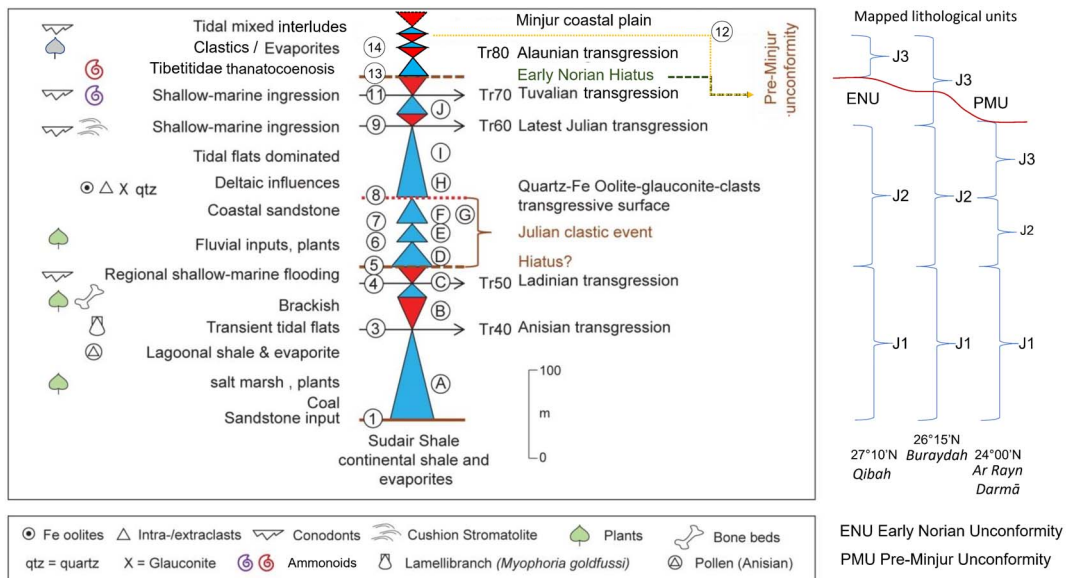 Tidal mixed interludes
Minjur coastal plain
12
Clastics / Evaporites
14
Tr80 Alaunian transgression
Tibetitidae thanatocoenosis
13
Early Norian Hiatus
Pre-Minjur
unconformity
Shallow-marine ingression
11
Tr70 Tuvalian transgression
J
Shallow-marine ingression
9
Tr60 Latest Julian transgression
Tidal flats dominated
I
Deltaic influences
H
X qtz
8
Quartz-Fe Oolite-glauconite-clasts
transgressive surface
Coastal sandstone
7
F
G
6
E
Julian clastic event
Fluvial inputs, plants
D
5
Hiatus?
Regional shallow-marine flooding
4
C
Tr50 Ladinian transgression
Brackish
B
Transient tidal flats
3
Tr40 Anisian transgression
Lagoonal shale & evaporite
salt marsh , plants
A
Coal
Sandstone input
1
100
m
0
Sudair Shale
continental shale and
evaporites
Mapped lithological units
J3
J3
ENU
PMU
J3
J2
J2
J2
J1
J1
J1
27°10’N
Qibah
26°15’N
Buraydah
24°00’N
Ar Rayn
Darmā
Fe oolites
Intra-/extraclasts
Conodonts
Cushion Stromatolite
Plants
Bone beds
qtz = quartz
X = Glauconite
Ammonoids
Lamellibranch (Myophoria goldfussi)
Pollen (Anisian)
ENU Early Norian Unconformity
PMU Pre-Minjur Unconformity